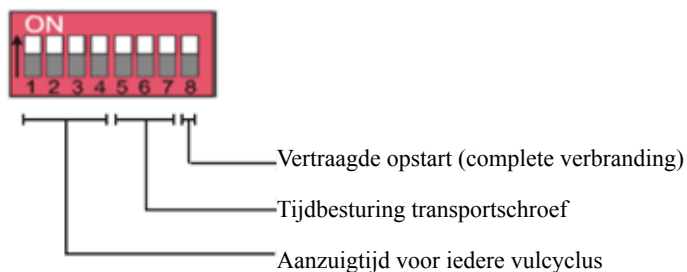 ON
1 2 3 4 5 6 7 8
Vertraagde opstart (complete verbranding)
Tijdbesturing transportschroef
Aanzuigtijd voor iedere vulcyclus